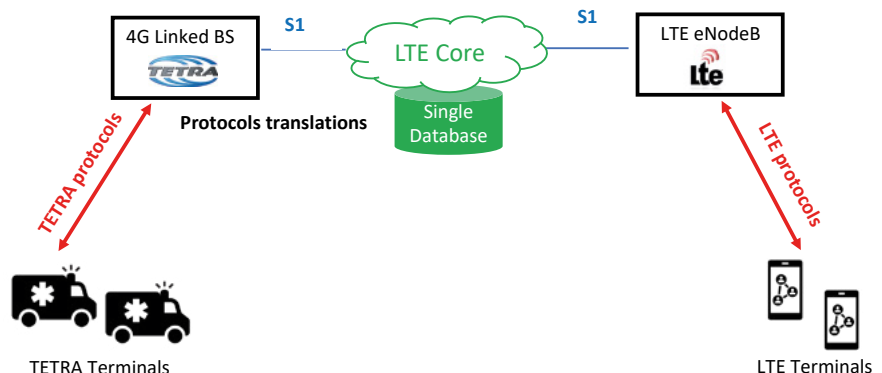 S1
S1
4G Linked BS
TETRA
LTE Core
LTE eNodeB
lte
Protocols translations
Single
Database
TETRA protocols
LTE protocols
TETRA Terminals
LTE Terminals